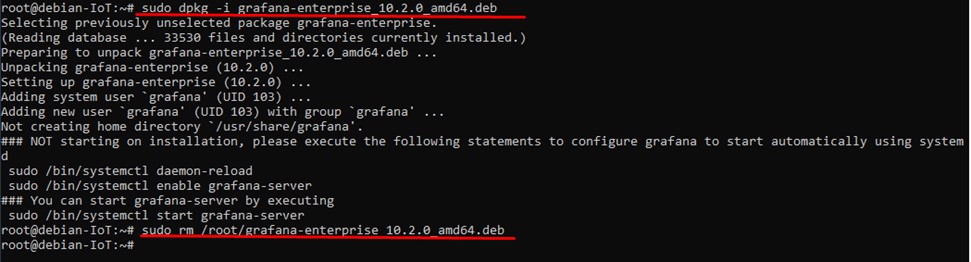 root@debian-IoT:~# sudo dpkg -i grafana-enterprise_10.2.0_amd64.deb
Selecting previously unselected package grafana-enterprise.
(Reading database ... 33530 files and directories currently installed.)
Preparing to unpack grafana-enterprise_10.2.0_amd64.deb ...
Unpacking grafana-enterprise (10.2.0) ...
Setting up grafana-enterprise (10.2.0) ...
Adding system user `grafana' (UID 103) ...
Adding new user `grafana' (UID 103) with group `grafana' ...
Not creating home directory `/usr/share/grafana'.
### NOT starting on installation, please execute the following statements to configure grafana to start automatically using system
d
 sudo /bin/systemctl daemon-reload
 sudo /bin/systemctl enable grafana-server
### You can start grafana-server by executing
 sudo /bin/systemctl start grafana-server
root@debian-IoT:~# sudo rm /root/grafana-enterprise_10.2.0_amd64.deb
root@debian-IoT:~#